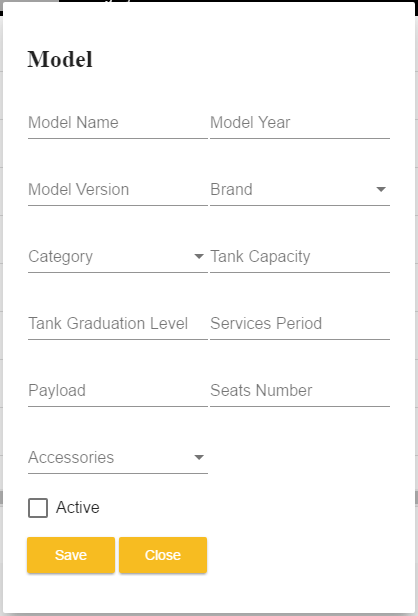 Model
Model Name Model Year
Model Version Brand
Category Tank Capacity
Tank Graduation Level Services Period
Payload Seats Number
Accessories
Active
Save Close